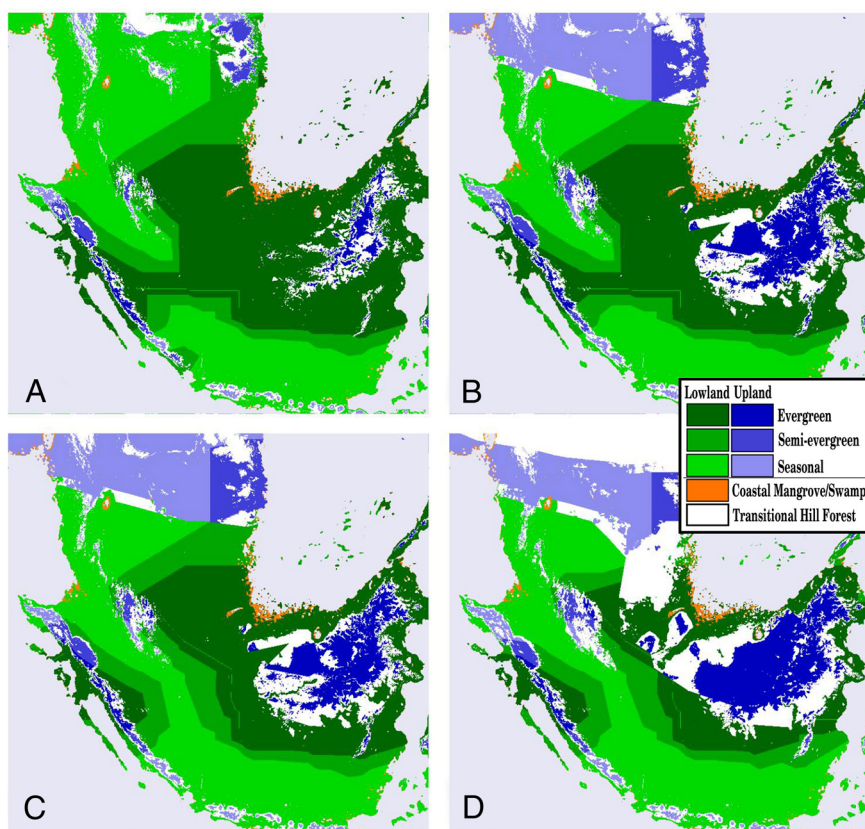 A
B
Lowland Upland
Evergreen
Semi-evergreen
Seasonal
Coastal Mangrove/Swamp
Transitional Hill Forest
C
D